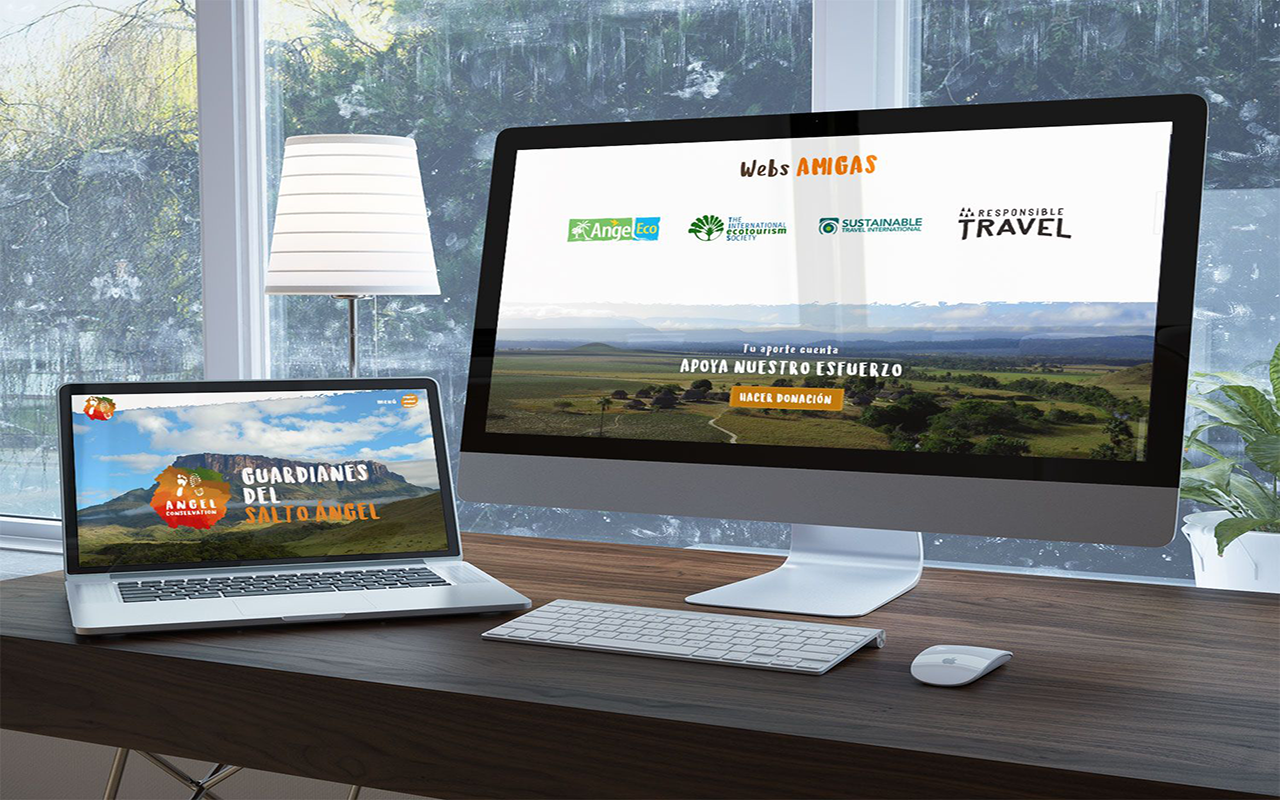 MENÚ
ANGEL
CONSERVATION
GUARDIANES
DEL
SALTO ÁNGEL
Webs AMIGAS
AngelEco
THE
INTERNATIONAL
ecotourism
SOCIETY
SUSTAINABLE
TRAVEL INTERNATIONAL
RESPONSIBLE
TRAVEL
Tu aporte cuenta
APOYA NUESTRO ESFUERZO
HACER DONACIÓN